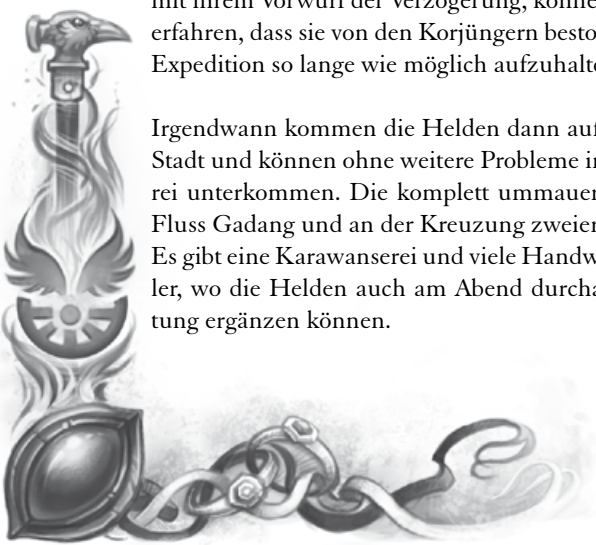 mit ihrem Vorwurf der Verzögerung, könne
erfahren, dass sie von den Korjüngern besto
Expedition so lange wie möglich aufzuhalte
Irgendwann kommen die Helden dann auf
Stadt und können ohne weitere Probleme in
rei unterkommen. Die komplett ummauer
Fluss Gadang und an der Kreuzung zweier
Es gibt eine Karawanserei und viele Handw
ler, wo die Helden auch am Abend durcha
tung ergänzen können.